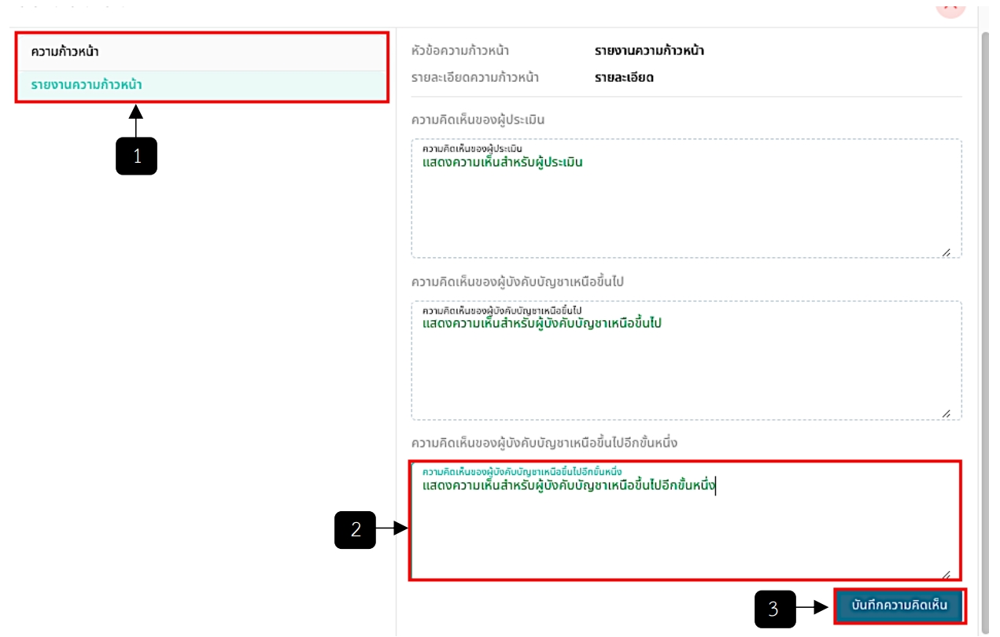 ความก้าวหน้า
รายงานความก้าวหน้า
1
หัวข้อความก้าวหน้า รายงานความก้าวหน้า
รายละเอียดความก้าวหน้า รายละเอียด
ความคิดเห็นของผู้ประเมิน
ความคิดเห็นของผู้ประเมิน
แสดงความเห็นสำหรับผู้ประเมิน
ความคิดเห็นของผู้บังคับบัญชาเหนือขึ้นไป
ความคิดเห็นของผู้บังคับบัญชาเหนือขึ้นไป
แสดงความเห็นสำหรับผู้บังคับบัญชาเหนือขึ้นไป
ความคิดเห็นของผู้บังคับบัญชาเหนือขึ้นไปอีกชั้นหนึ่ง
ความคิดเห็นของผู้บังคับบัญชาเหนือขึ้นไปอีกขั้นหนึ่ง
แสดงความเห็นสำหรับผู้บังคับบัญชาเหนือขึ้นไปอีกขั้นหนึ่ง
2
3
บันทึกความคิดเห็น